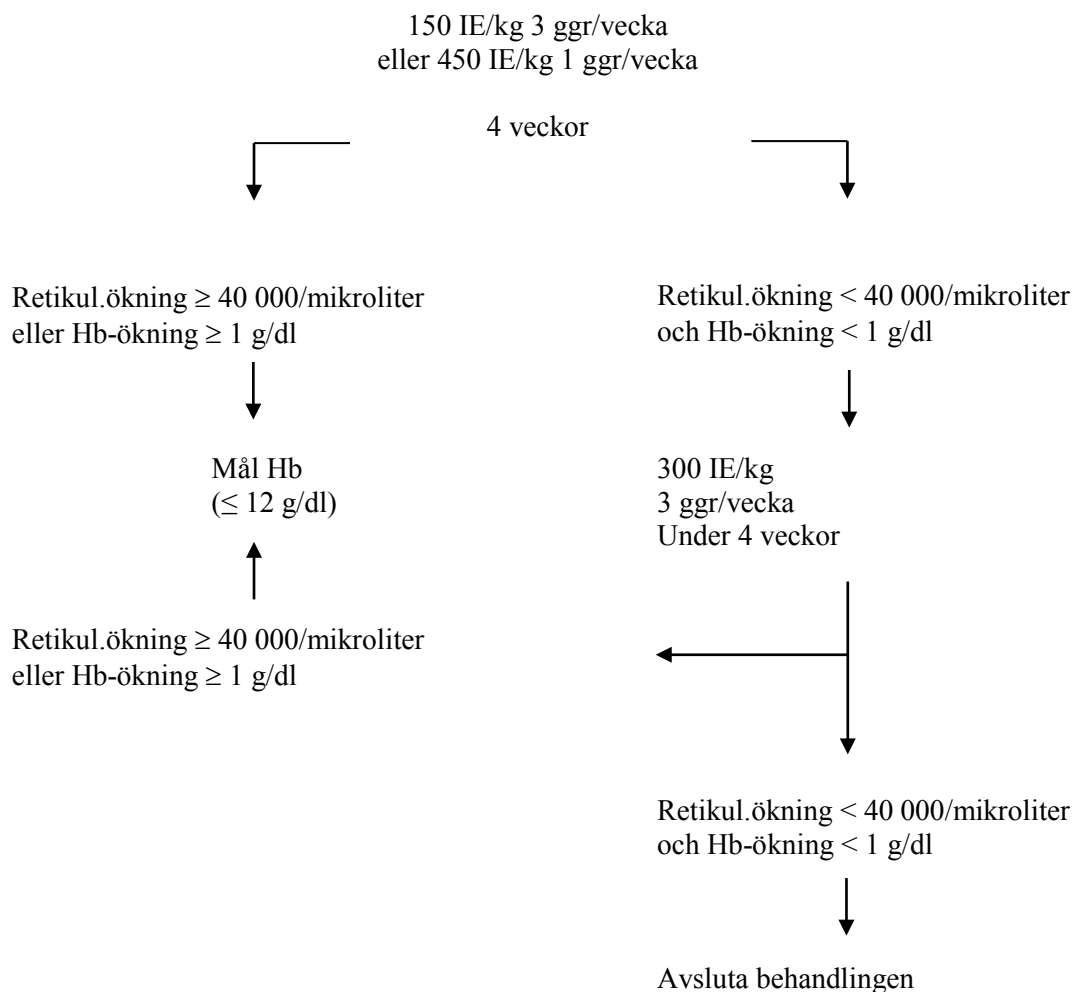 150 IE/kg 3 ggr/vecka
eller 450 IE/kg 1 ggr/vecka
4 veckor
Retikul.ökning ≥ 40 000/mikroliter
eller Hb-ökning ≥ 1 g/dl
Retikul.ökning < 40 000/mikroliter
och Hb-ökning < 1 g/dl
Mål Hb
(≤ 12 g/dl)
300 IE/kg
3 ggr/vecka
Under 4 veckor
Retikul.ökning ≥ 40 000/mikroliter
eller Hb-ökning ≥ 1 g/dl
Retikul.ökning < 40 000/mikroliter
och Hb-ökning < 1 g/dl
Avsluta behandlingen